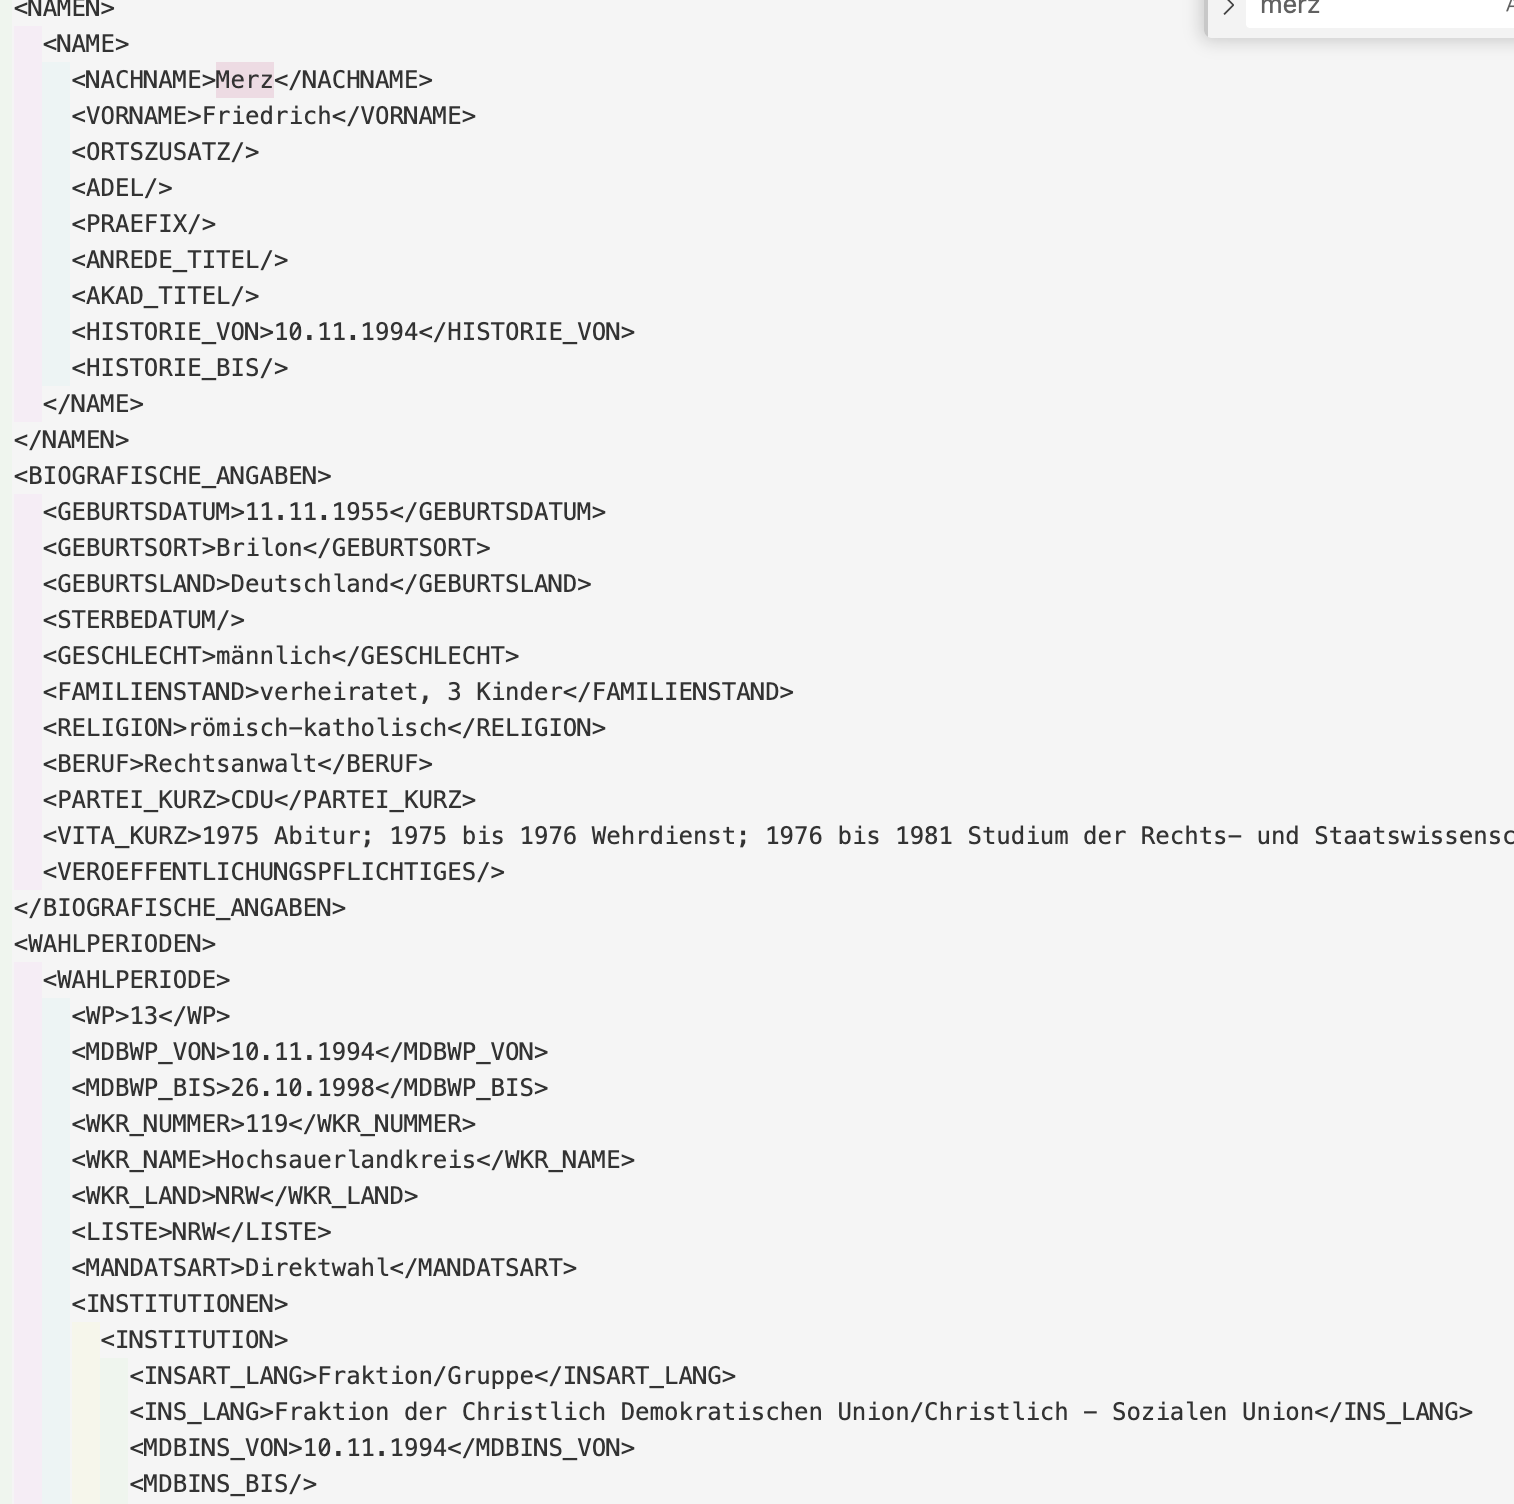 <NAMEN>
merz
<NAME>
<NACHNAME>Merz</NACHNAME>
<VORNAME>Friedrich</VORNAME>
<ORTSZUSATZ/>
<ADEL/>
<PRAEFIX/>
<ANREDE_TITEL/>
<AKAD_TITEL/>
<HISTORIE_VON>10.11.1994</HISTORIE_VON>
<HISTORIE_BIS/>
</NAME>
</NAMEN>
<BIOGRAFISCHE_ANGABEN>
<GEBURTSDATUM>11.11.1955</GEBURTSDATUM>
<GEBURTSORT>Brilon</GEBURTSORT>
<GEBURTSLAND>Deutschland</GEBURTSLAND>
<STERBEDATUM/>
<GESCHLECHT>männlich</GESCHLECHT>
<FAMILIENSTAND>verheiratet, 3 Kinder</FAMILIENSTAND>
<RELIGION>römisch-katholisch</RELIGION>
<BERUF>Rechtsanwalt</BERUF>
<PARTEI_KURZ>CDU</PARTEI_KURZ>
<VITA_KURZ>1975 Abitur; 1975 bis 1976 Wehrdienst; 1976 bis 1981 Studium der Rechts- und Staatswissensc
<VEROEFFENTLICHUNGSPFLICHTIGES/>
</BIOGRAFISCHE_ANGABEN>
<WAHLPERIODEN>
<WAHLPERIODE>
<WP>13</WP>
<MDBWP_VON>10.11.1994</MDBWP_VON>
<MDBWP_BIS>26.10.1998</MDBWP_BIS>
<WKR_NUMMER>119</WKR_NUMMER>
<WKR_NAME>Hochsauerlandkreis</WKR_NAME>
<WKR_LAND>NRW</WKR_LAND>
<LISTE>NRW</LISTE>
<MANDATSART>Direktwahl</MANDATSART>
<INSTITUTIONEN>
<INSTITUTION>
<INSART_LANG>Fraktion/Gruppe</INSART_LANG>
<INS_LANG>Fraktion der Christlich Demokratischen Union/Christlich - Sozialen Union</INS_LANG>
<MDBINS_VON>10.11.1994</MDBINS_VON>
<MDBINS_BIS/>